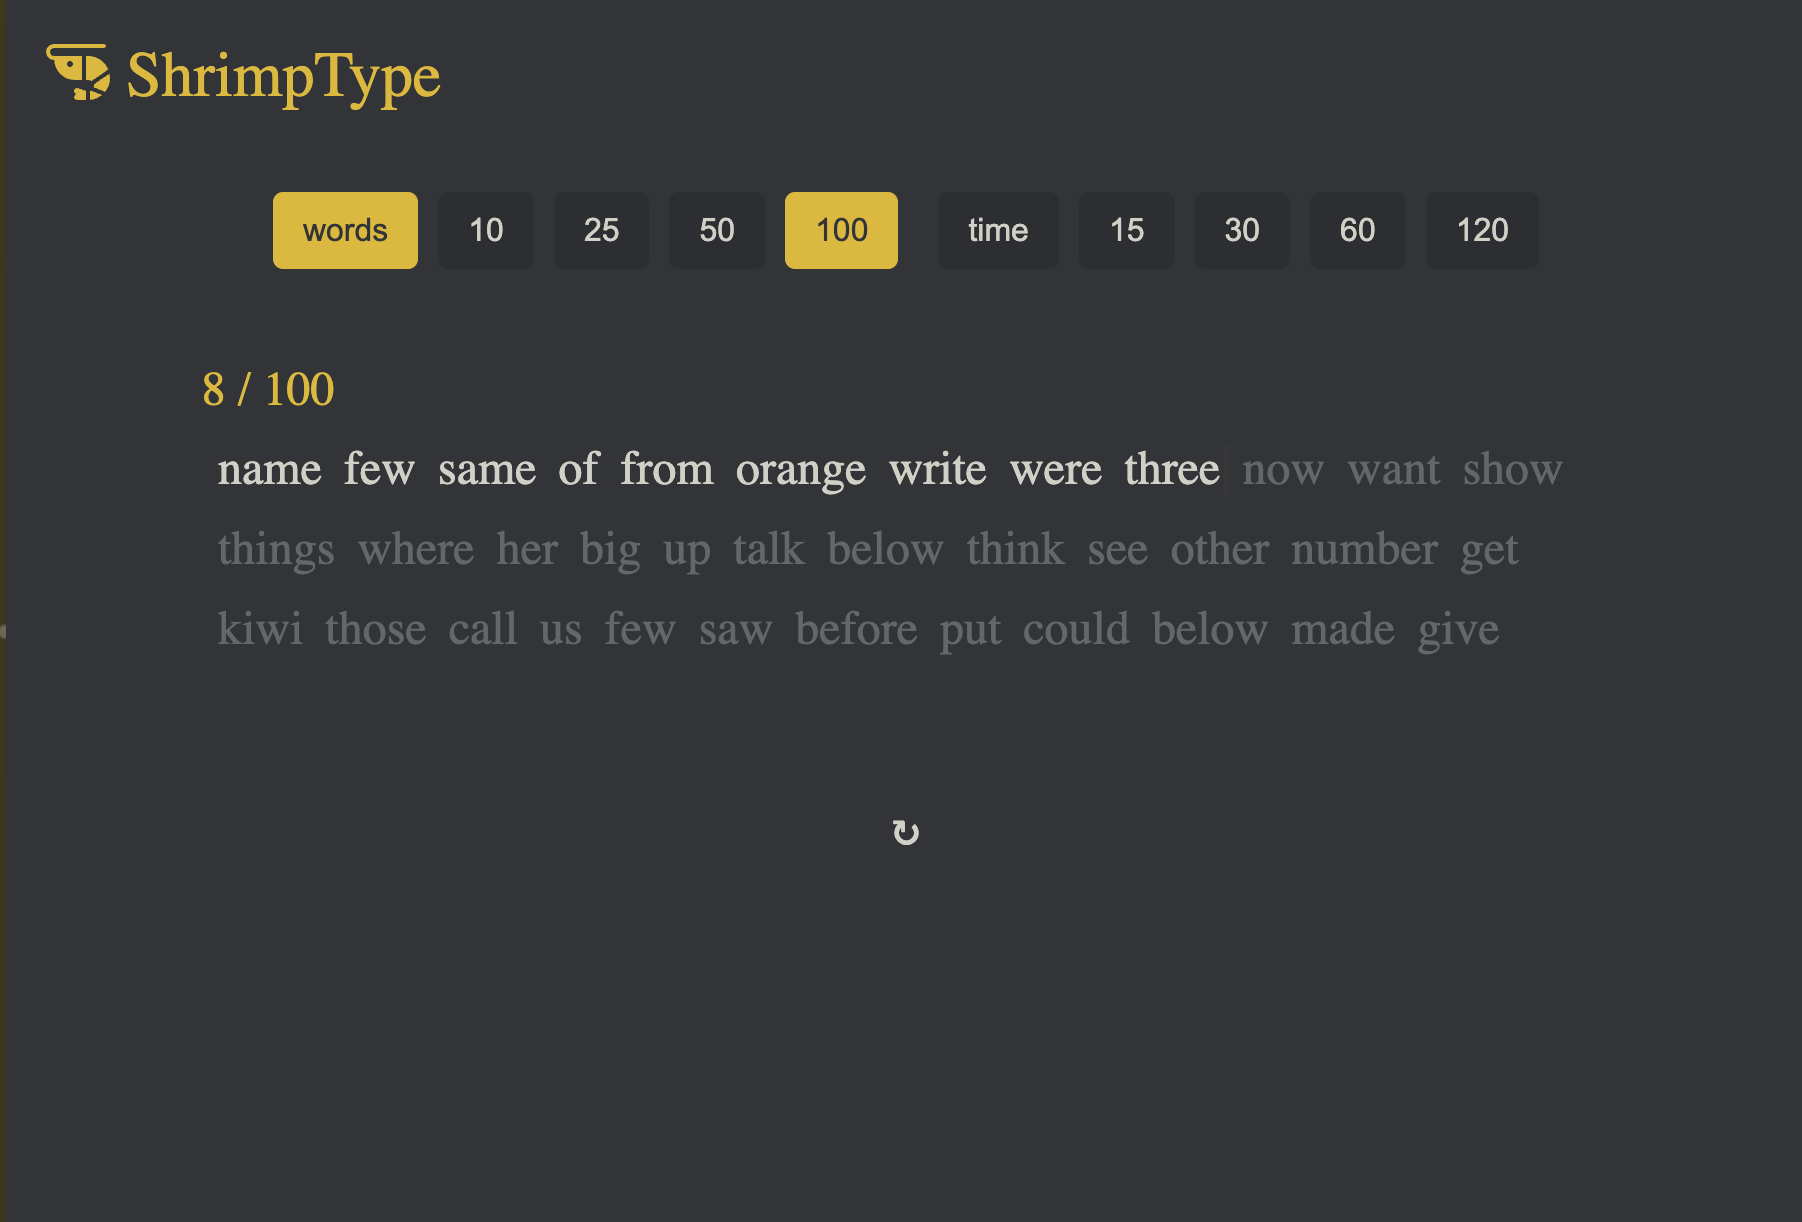 ShrimpType
words 10 25 50 100 time 15 30 60 120
8 / 100
name few same of from orange write were three now want show
things where her big up talk below think see other number get
kiwi those call us few saw before put could below made give